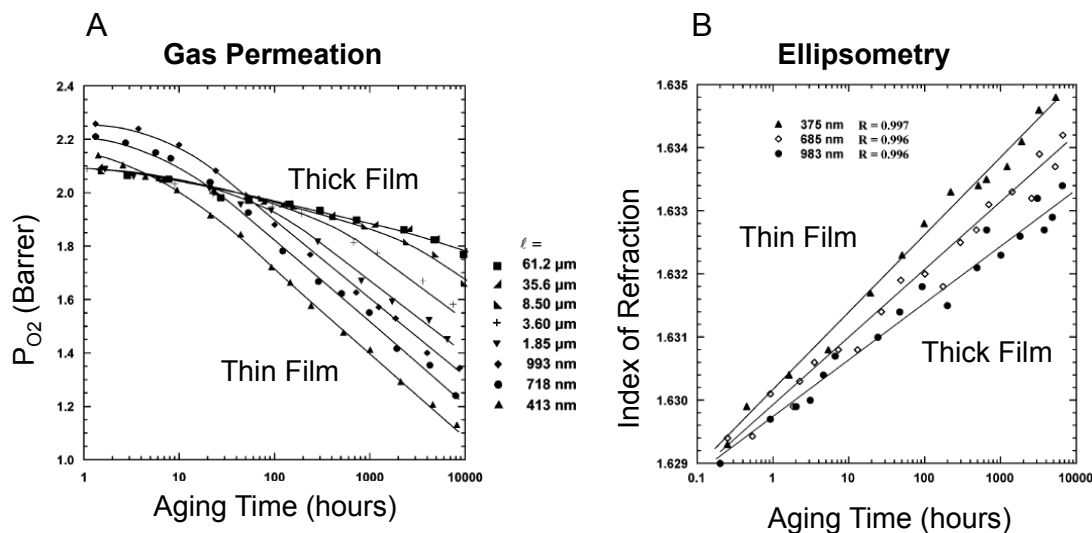 A
Gas Permeation
2.4
2.2
2.0
1.8
1.6
1.4
1.2
1.0
1
10
100
1000
10000
P_O2 (Barrer)
Aging Time (hours)
Thick Film
Thin Film
ℓ =
61.2 µm
35.6 µm
8.50 µm
3.60 µm
1.85 µm
993 nm
718 nm
413 nm
B
Ellipsometry
1.635
1.634
1.633
1.632
1.631
1.630
1.629
0.1
1
10
100
1000
10000
Index of Refraction
Aging Time (hours)
375 nm R = 0.997
685 nm R = 0.996
983 nm R = 0.996
Thin Film
Thick Film